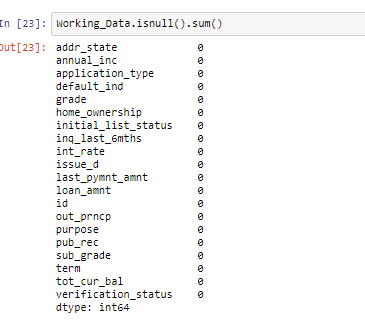 In [23]: Working_Data.isnull().sum()
Out[23]: addr_state 0
annual_inc 0
application_type 0
default_ind 0
grade 0
home_ownership 0
initial_list_status 0
inq_last_6mths 0
int_rate 0
issue_d 0
last_pymnt_amnt 0
loan_amnt 0
id 0
out_prncp 0
purpose 0
pub_rec 0
sub_grade 0
term 0
tot_cur_bal 0
verification_status 0
dtype: int64